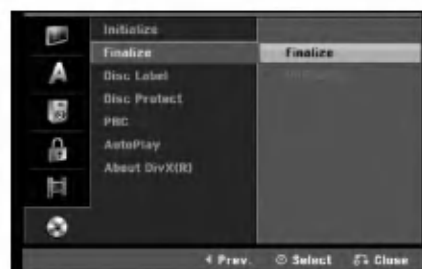 Initialize
Finalize
Disc Label
Disc Protect
PBC
AutoPlay
About DivX(R)
Finalize
A
Prev. Select Close